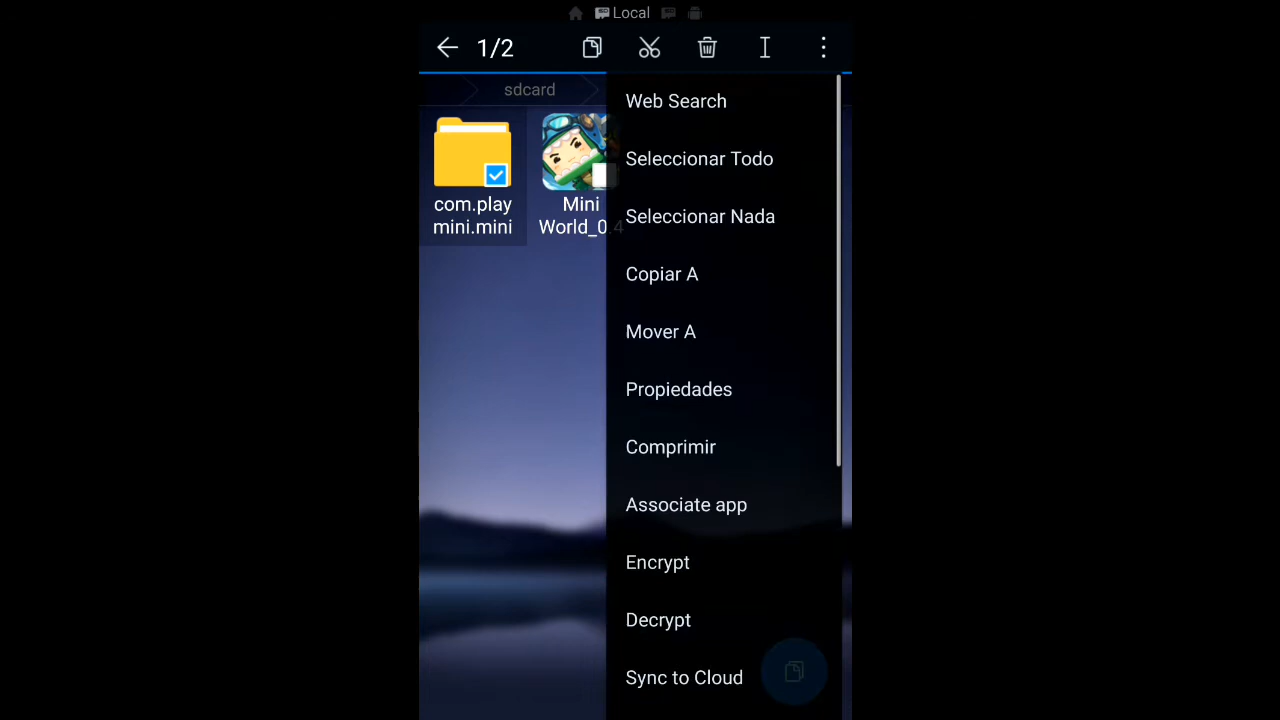 Local
1/2
sdcard
com.play
mini.mini
Mini
World_0.4
Web Search
Seleccionar Todo
Seleccionar Nada
Copiar A
Mover A
Propiedades
Comprimir
Associate app
Encrypt
Decrypt
Sync to Cloud